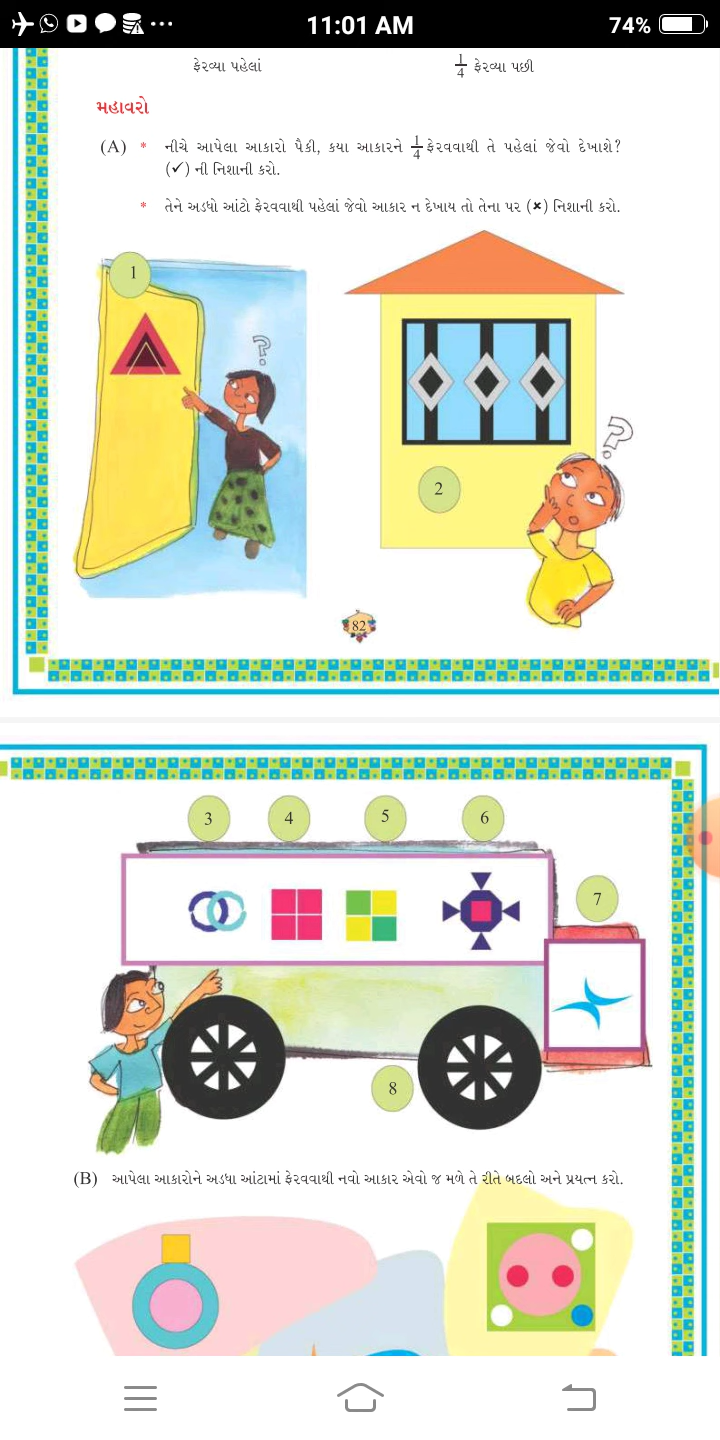 11:01 AM
74%
ફેરવ્યા પહેલાં
1/4 ફેરવ્યા પછી
મહાવરો
(A) * નીચે આપેલા આકારો પૈકી, કયા આકારને 1/4 ફેરવવાથી તે પહેલાં જેવો દેખાશે?
(✓) ની નિશાની કરો.
* તેને અડધો આંટો ફેરવવાથી પહેલાં જેવો આકાર ન દેખાય તો તેના પર (×) નિશાની કરો.
1
?
?
2
82
3 4 5 6
7
8
(B) આપેલા આકારોને અડધા આંટામાં ફેરવવાથી નવો આકાર એવો જ મળે તે રીતે બદલો અને પ્રયત્ન કરો.